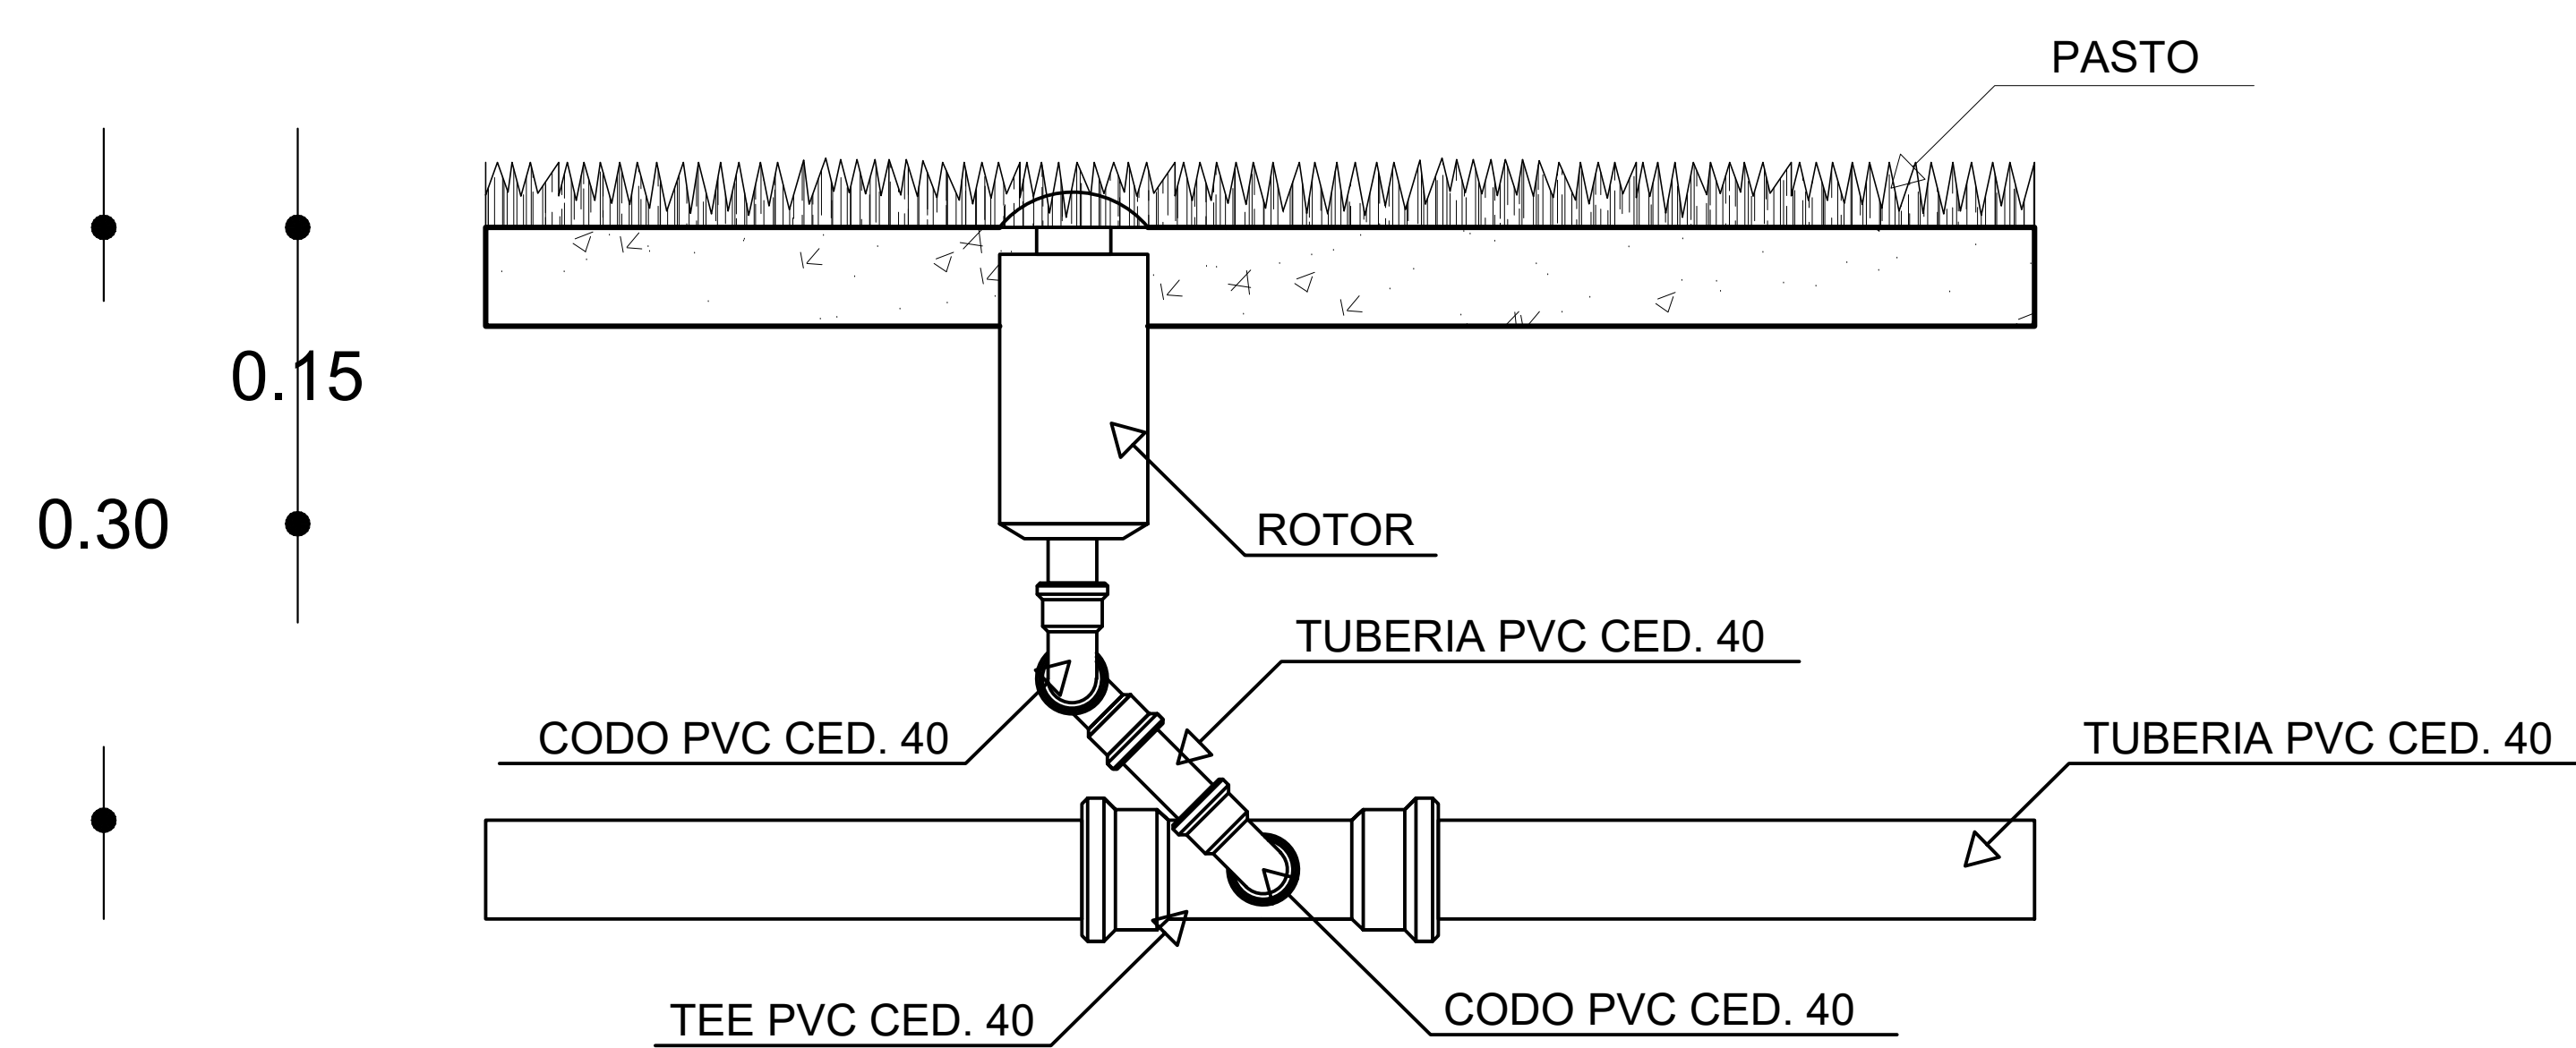 PASTO
0.15
0.30
ROTOR
TUBERIA PVC CED. 40
CODO PVC CED. 40
TUBERIA PVC CED. 40
TEE PVC CED. 40
CODO PVC CED. 40